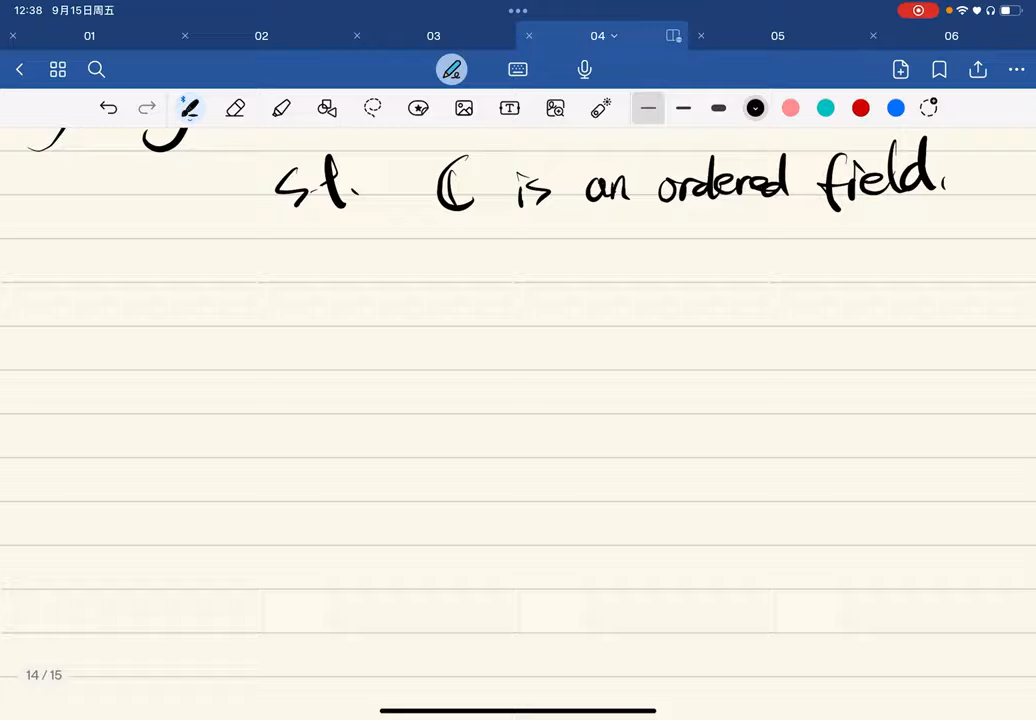 12:38 9月15日周五
01 02 03 04 05 06
st. ℂ is an ordered field.
14 / 15